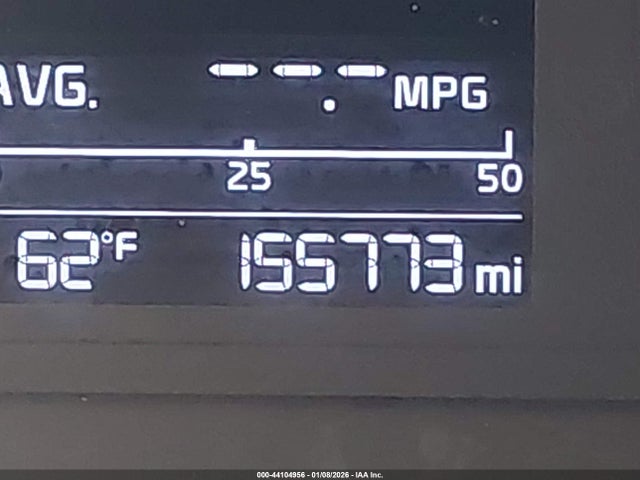 AVG. --.- MPG
25 50
62°F 155773 mi
000-44104956 - 01/08/2026 - IAA Inc.